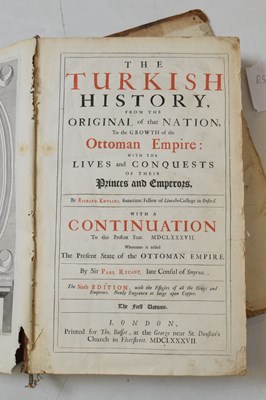 THE
TURKISH
HISTORY,
FROM THE
ORIGINAL of that NATION,
To the GROWTH of the
Ottoman Empire:
WITH THE
LIVES and CONQUESTS
OF THEIR
Princes and Emperors.
By RICHARD KNOLLES, sometime Fellow of Lincoln-College in Oxford.
WITH A
CONTINUATION
To this Present Year MDCLXXXVII.
Whereunto is added
The Present State of the OTTOMAN EMPIRE.
By Sir PAUL RYCAUT, late Consul of Smyrna.
The Sixth EDITION, with the Effigies of all the Kings and
Emperors, Newly Engraven at large upon Copper.
The First Volume.
LONDON,
Printed for Tho. Basset, at the George near St. Dunstan's
Church in Fleetstreet. MDCLXXXVII